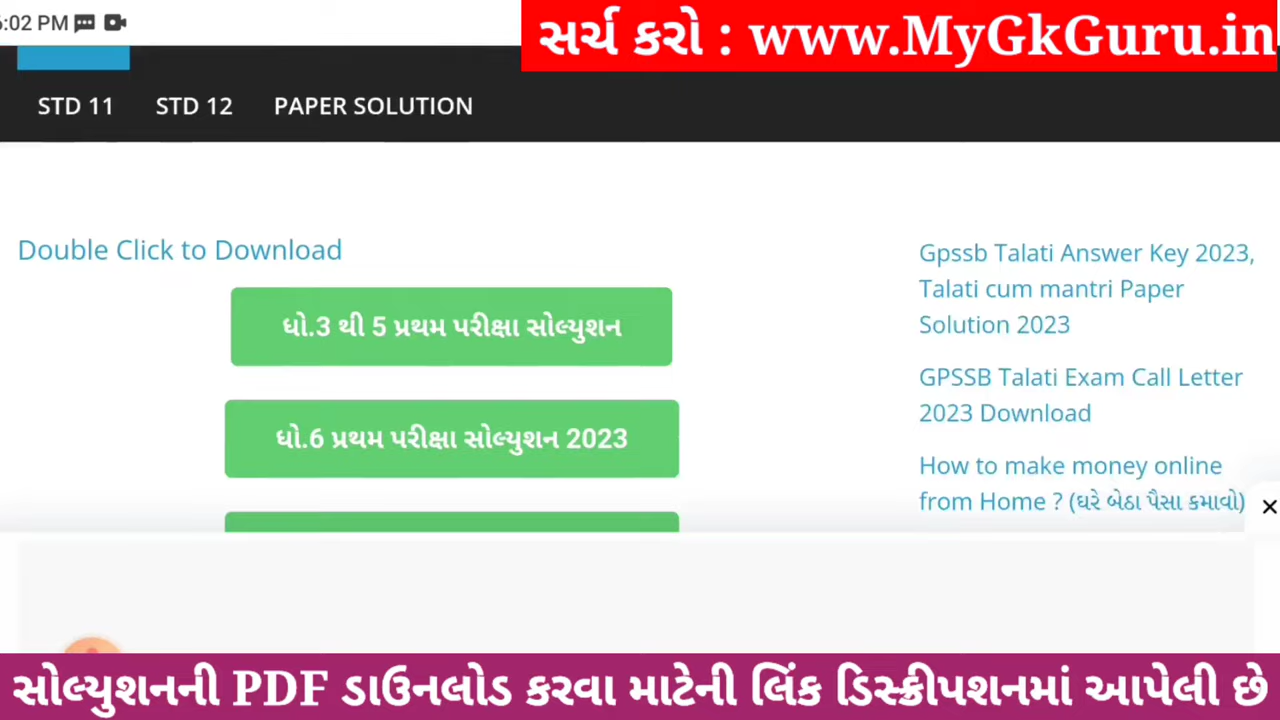 6:02 PM
સર્ચ કરો : www.MyGkGuru.in
STD 11 STD 12 PAPER SOLUTION
Double Click to Download
ધો.3 થી 5 પ્રથમ પરીક્ષા સોલ્યુશન
ધો.6 પ્રથમ પરીક્ષા સોલ્યુશન 2023
Gpssb Talati Answer Key 2023,
Talati cum mantri Paper
Solution 2023
GPSSB Talati Exam Call Letter
2023 Download
How to make money online
from Home ? (ઘરે બેઠા પૈસા કમાવો)
સોલ્યુશનની PDF ડાઉનલોડ કરવા માટેની લિંક ડિસ્ક્રીપશનમાં આપેલી છે